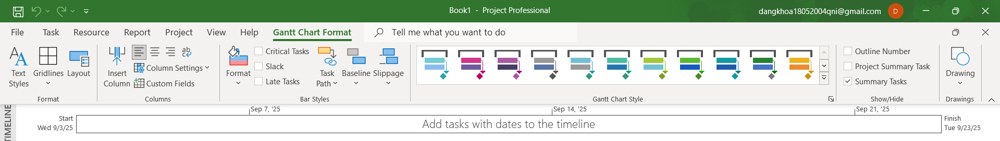 Book1 - Project Professional
dangkhoa18052004qni@gmail.com
D
File Task Resource Report Project View Help Gantt Chart Format Tell me what you want to do
Text Styles
Gridlines
Layout
Format
Insert Column
ab
Column Settings
Custom Fields
Columns
Format
Critical Tasks
Slack
Late Tasks
Task Path
Baseline
Slippage
Bar Styles
Gantt Chart Style
Outline Number
Project Summary Task
Summary Tasks
Show/Hide
Drawing
Drawings
TIMELINE
Sep 7, '25
Sep 14, '25
Sep 21, '25
Start
Wed 9/3/25
Add tasks with dates to the timeline
Finish
Tue 9/23/25